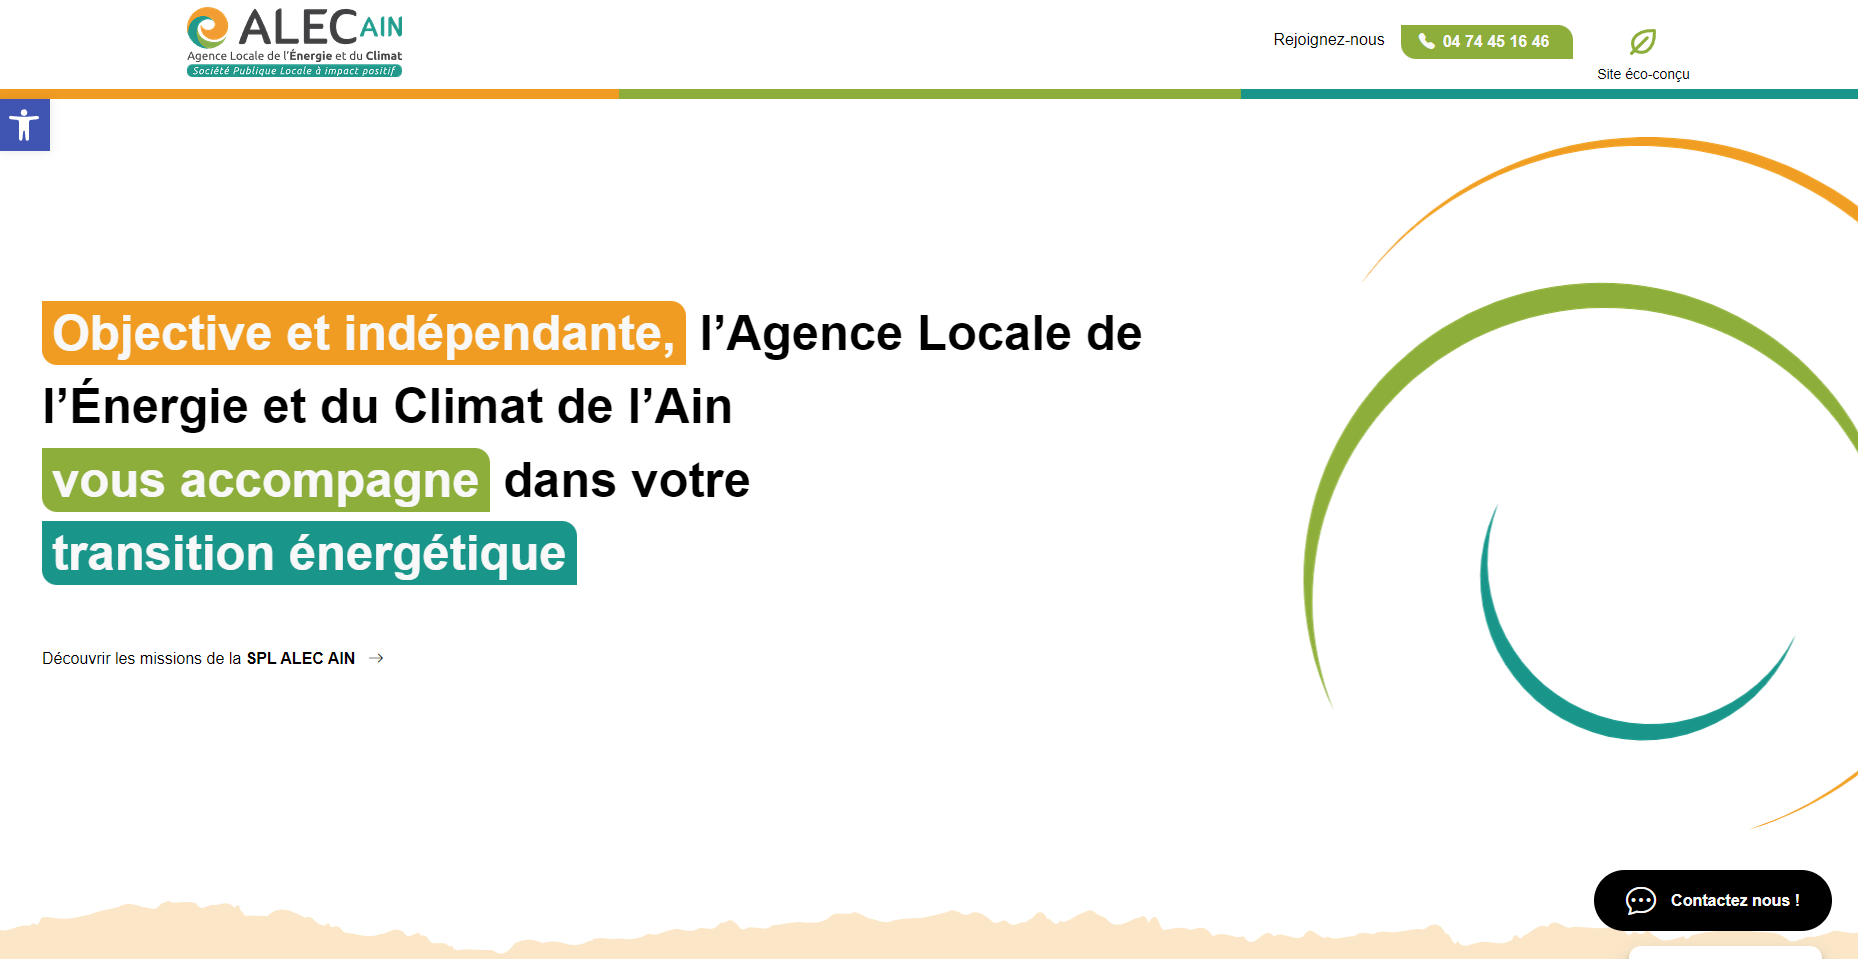 ALEC AIN
Agence Locale de l'Énergie et du Climat
Société Publique Locale à impact positif
Rejoignez-nous
04 74 45 16 46
Site éco-conçu
Objective et indépendante, l’Agence Locale de
l’Énergie et du Climat de l’Ain
vous accompagne dans votre
transition énergétique
Découvrir les missions de la SPL ALEC AIN →
Contactez nous !